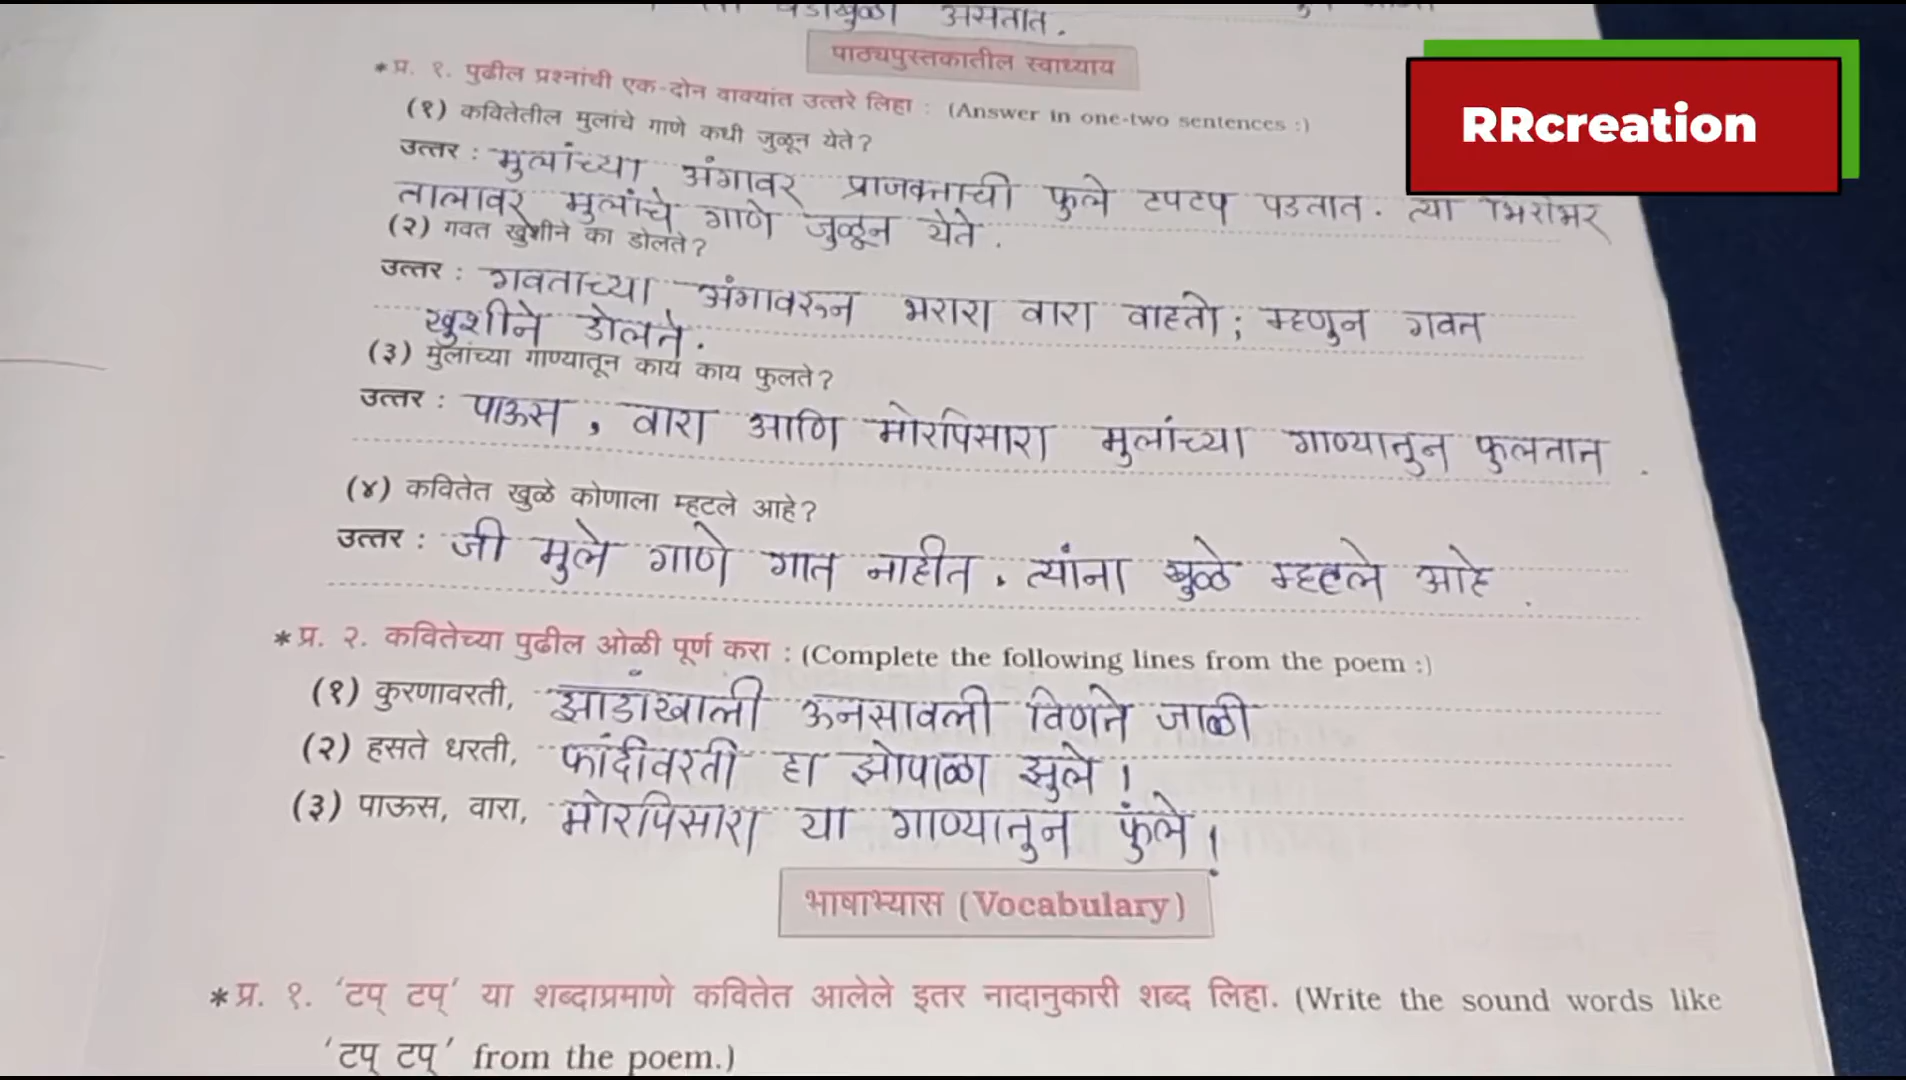 असतात.
पाठ्यपुस्तकातील स्वाध्याय
RRcreation
*प्र. १. पुढील प्रश्नांची एक-दोन वाक्यांत उत्तरे लिहा : (Answer in one-two sentences :)
(१) कवितेतील मुलांचे गाणे कधी जुळून येते?
उत्तर : मुलांच्या अंगावर प्राजक्ताची फुले टपटप पडतात. त्या
तालावर मुलांचे गाणे जुळून येते.
(२) गवत खुशीने का डोलते?
उत्तर : गवताच्या अंगावरुन भरारा वारा वाहतो; म्हणुन गवत
खुशीने डोलते.
(३) मुलांच्या गाण्यातून काय काय फुलते?
उत्तर : पाऊस, वारा आणि मोरपिसारा मुलांच्या गाण्यातुन फुलतात.
(४) कवितेत खुळे कोणाला म्हटले आहे?
उत्तर : जी मुले गाणे गात नाहीत. त्यांना खुळे म्हटले आहे.
*प्र. २. कवितेच्या पुढील ओळी पूर्ण करा : (Complete the following lines from the poem :)
(१) कुरणावरती, झाडांखाली ऊनसावली विणते जाळी
(२) हसते धरती, फांदीवरती हा झोपाळा झुले!
(३) पाऊस, वारा, मोरपिसारा या गाण्यातुन फुले!
भाषाभ्यास (Vocabulary)
*प्र. १. 'टप् टप्' या शब्दाप्रमाणे कवितेत आलेले इतर नादानुकारी शब्द लिहा. (Write the sound words like
'टप् टप्' from the poem.)